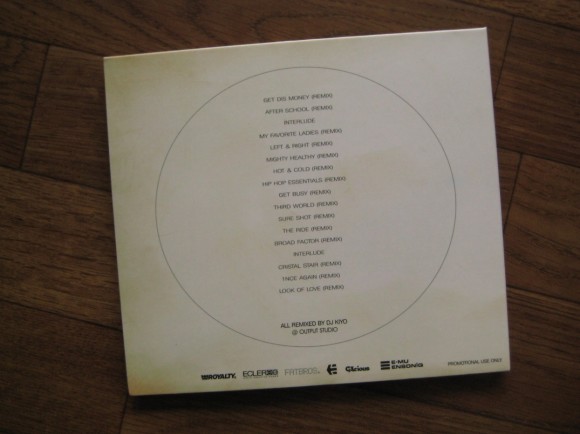 GET DIS MONEY (REMIX)
AFTER SCHOOL (REMIX)
INTERLUDE
MY FAVORITE LADIES (REMIX)
LEFT & RIGHT (REMIX)
MIGHTY HEALTHY (REMIX)
HOT & COLD (REMIX)
HIP HOP ESSENTIALS (REMIX)
GET BUSY (REMIX)
THIRD WORLD (REMIX)
SURE SHOT (REMIX)
THE RIDE (REMIX)
BROAD FACTOR (REMIX)
INTERLUDE
CRISTAL STAIR (REMIX)
AGAIN (REMIX)
LOOK OF LOVE (REMIX)
ALL REMIXED BY DJ KIYO
@ OUTPUT STUDIO
ROYALTY. ECLER FATBROS E-MU
ENSONIQ
PROMOTIONAL USE ONLY